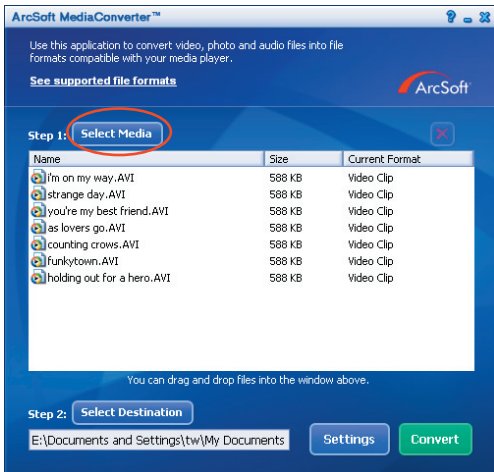 ArcSoft MediaConverter™
Use this application to convert video, photo and audio files into file
formats compatible with your media player.
See supported file formats
ArcSoft®
Step 1: Select Media
Name Size Current Format
i'm on my way.AVI 588 KB Video Clip
strange day.AVI 588 KB Video Clip
you're my best friend.AVI 588 KB Video Clip
as lovers go.AVI 588 KB Video Clip
counting crows.AVI 588 KB Video Clip
funkytown.AVI 588 KB Video Clip
holding out for a hero.AVI 588 KB Video Clip
You can drag and drop files into the window above.
Step 2: Select Destination
E:\Documents and Settings\tw\My Documents Settings Convert